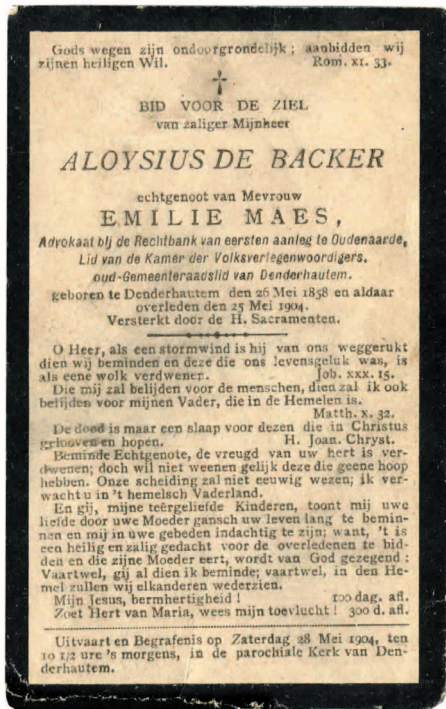 Gods wegen zijn ondoorgrondelijk ; aanbidden wij
zijnen heiligen Wil. Rom. XI. 33.
BID VOOR DE ZIEL
van zaliger Mijnheer
ALOYSIUS DE BACKER
echtgenoot van Mevrouw
EMILIE MAES,
Advokaat bij de Rechtbank van eersten aanleg te Oudenaarde,
Lid van de Kamer der Volksvertegenwoordigers,
oud-Gemeenteraadslid van Denderhautem.
geboren te Denderhautem den 26 Mei 1858 en aldaar
overleden den 25 Mei 1904.
Versterkt door de H. Sacramenten.
O Heer, als een stormwind is hij van ons weggerukt
dien wij beminden en deze die ons levensgeluk was, is
als eene wolk verdwenen. Job. XXX. 15.
Die mij zal belijden voor de menschen, dien zal ik ook
belijden voor mijnen Vader, die in de Hemelen is.
Matth. X. 32.
De dood is maar een slaap voor dezen die in Christus
gelooven en hopen. H. Joan. Chryst.
Beminde Echtgenote, de vreugd van uw hert is ver-
dwenen; doch wil niet weenen gelijk deze die geene hoop
hebben. Onze scheiding zal niet eeuwig wezen; ik ver-
wacht u in 't hemelsch Vaderland.
En gij, mijne teêrgeliefde Kinderen, toont mij uwe
liefde door uwe Moeder gansch uw leven lang te bemin-
nen en mij in uwe gebeden indachtig te zijn; want, 't is
een heilig en zalig gedacht voor de overledenen te bid-
den en die zijne Moeder eert, wordt van God gezegend :
Vaartwel, gij al dien ik beminde; vaartwel, in den He-
mel zullen wij elkanderen wederzien.
Mijn Jesus, bermhertigheid ! 100 dag. afl.
Zoet Hert van Maria, wees mijn toevlucht ! 300 d. afl.
Uitvaart en Begrafenis op Zaterdag 28 Mei 1904, ten
10 1/2 ure 's morgens, in de parochiale Kerk van Den-
derhautem.